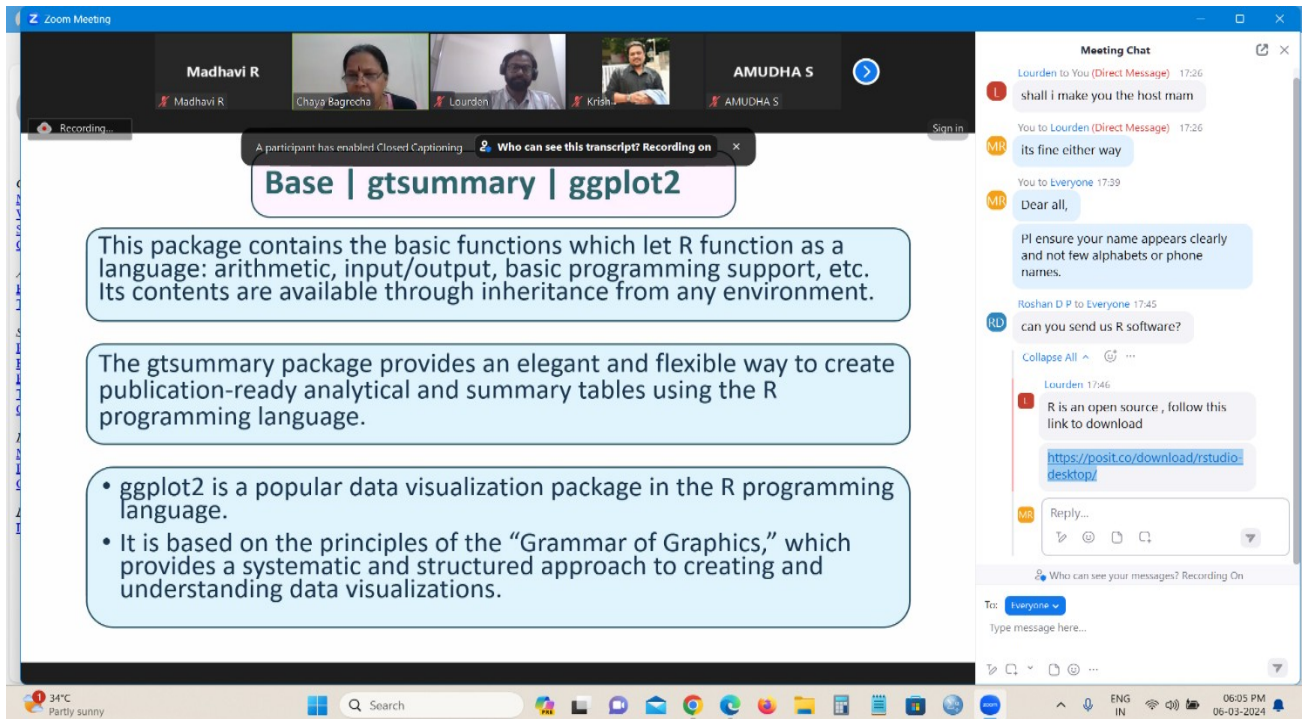 Zoom Meeting
Madhavi R
Madhavi R
Chaya Bagrecha
Lourden
Krish
AMUDHA S
AMUDHA S
Recording...
Sign in
A participant has enabled Closed Captioning
Who can see this transcript? Recording on
Base | gtsummary | ggplot2
This package contains the basic functions which let R function as a
language: arithmetic, input/output, basic programming support, etc.
Its contents are available through inheritance from any environment.
The gtsummary package provides an elegant and flexible way to create
publication-ready analytical and summary tables using the R
programming language.
• ggplot2 is a popular data visualization package in the R programming
language.
• It is based on the principles of the “Grammar of Graphics,” which
provides a systematic and structured approach to creating and
understanding data visualizations.
Meeting Chat
Lourden to You (Direct Message) 17:26
L
shall i make you the host mam
You to Lourden (Direct Message) 17:26
MR
its fine either way
You to Everyone 17:39
MR
Dear all,
Pl ensure your name appears clearly
and not few alphabets or phone
names.
Roshan D P to Everyone 17:45
RD
can you send us R software?
Collapse All
Lourden 17:46
L
R is an open source , follow this
link to download
https://posit.co/download/rstudio-
desktop/
MR
Reply...
Who can see your messages? Recording On
To: Everyone
Type message here...
1
34°C
Partly sunny
Search
PRE
zoom
ENG
IN
06:05 PM
06-03-2024